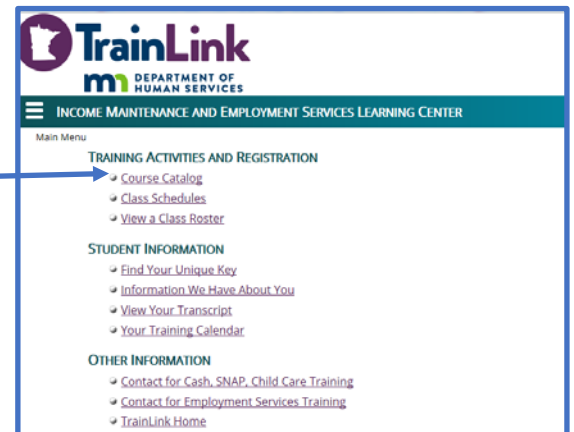 TrainLink
mn DEPARTMENT OF
HUMAN SERVICES
INCOME MAINTENANCE AND EMPLOYMENT SERVICES LEARNING CENTER
Main Menu
TRAINING ACTIVITIES AND REGISTRATION
Course Catalog
Class Schedules
View a Class Roster
STUDENT INFORMATION
Find Your Unique Key
Information We Have About You
View Your Transcript
Your Training Calendar
OTHER INFORMATION
Contact for Cash, SNAP, Child Care Training
Contact for Employment Services Training
TrainLink Home